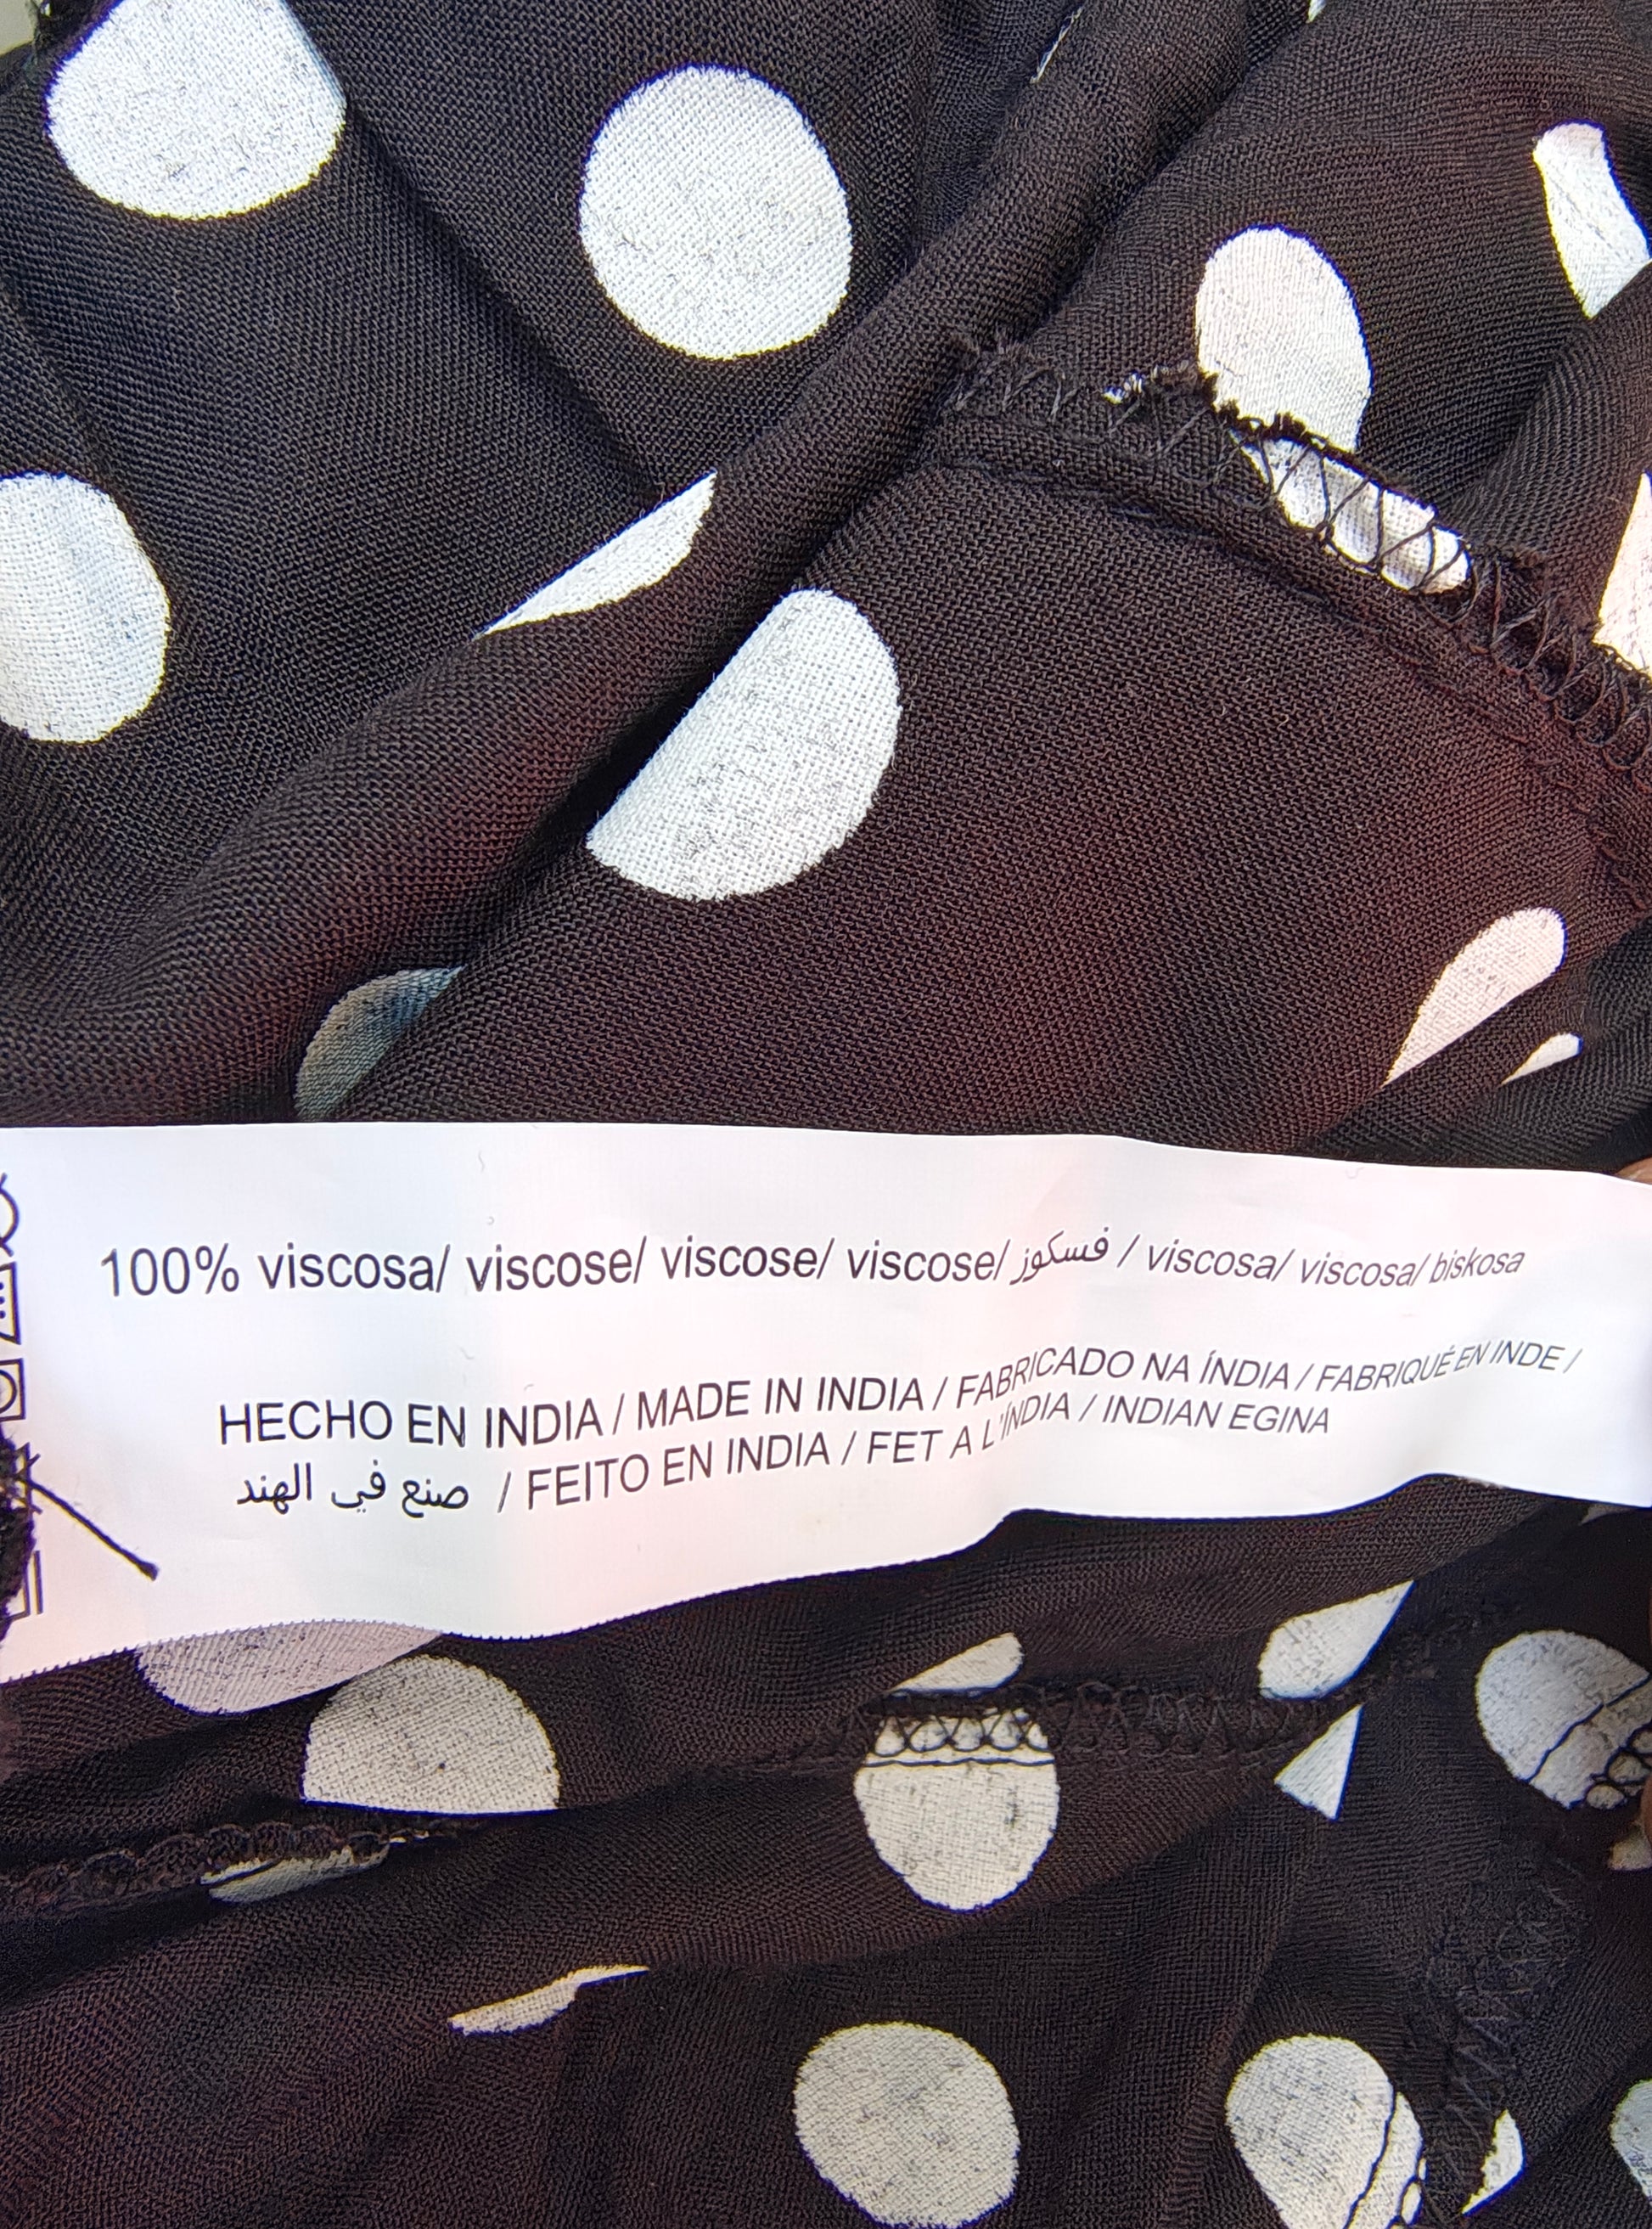 100% viscosa/ viscose/ viscose/ viscose/ فسكوز / viscosa/ viscosa/ biskosa
HECHO EN INDIA / MADE IN INDIA / FABRICADO NA ÍNDIA / FABRIQUÉ EN INDE /
صنع في الهند / FEITO EN INDIA / FET A L'ÍNDIA / INDIAN EGINA